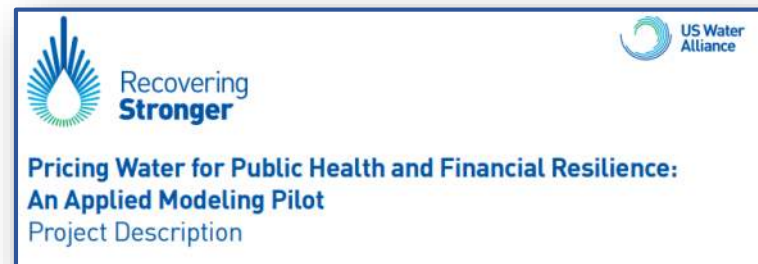 US Water
Alliance
Recovering
Stronger
Pricing Water for Public Health and Financial Resilience:
An Applied Modeling Pilot
Project Description